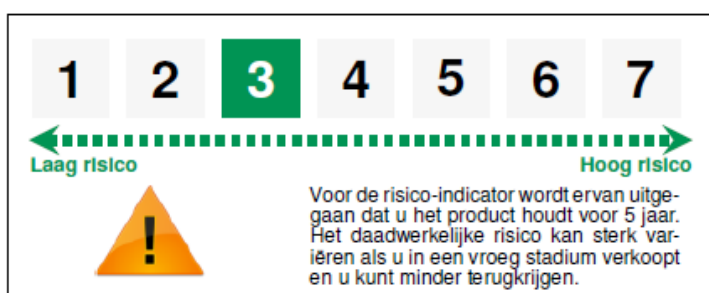 1 2 3 4 5 6 7
Laag risico Hoog risico
!
Voor de risico-indicator wordt ervan uitge-
gaan dat u het product houdt voor 5 jaar.
Het daadwerkelijke risico kan sterk var-
iëren als u in een vroeg stadium verkoopt
en u kunt minder terugkrijgen.